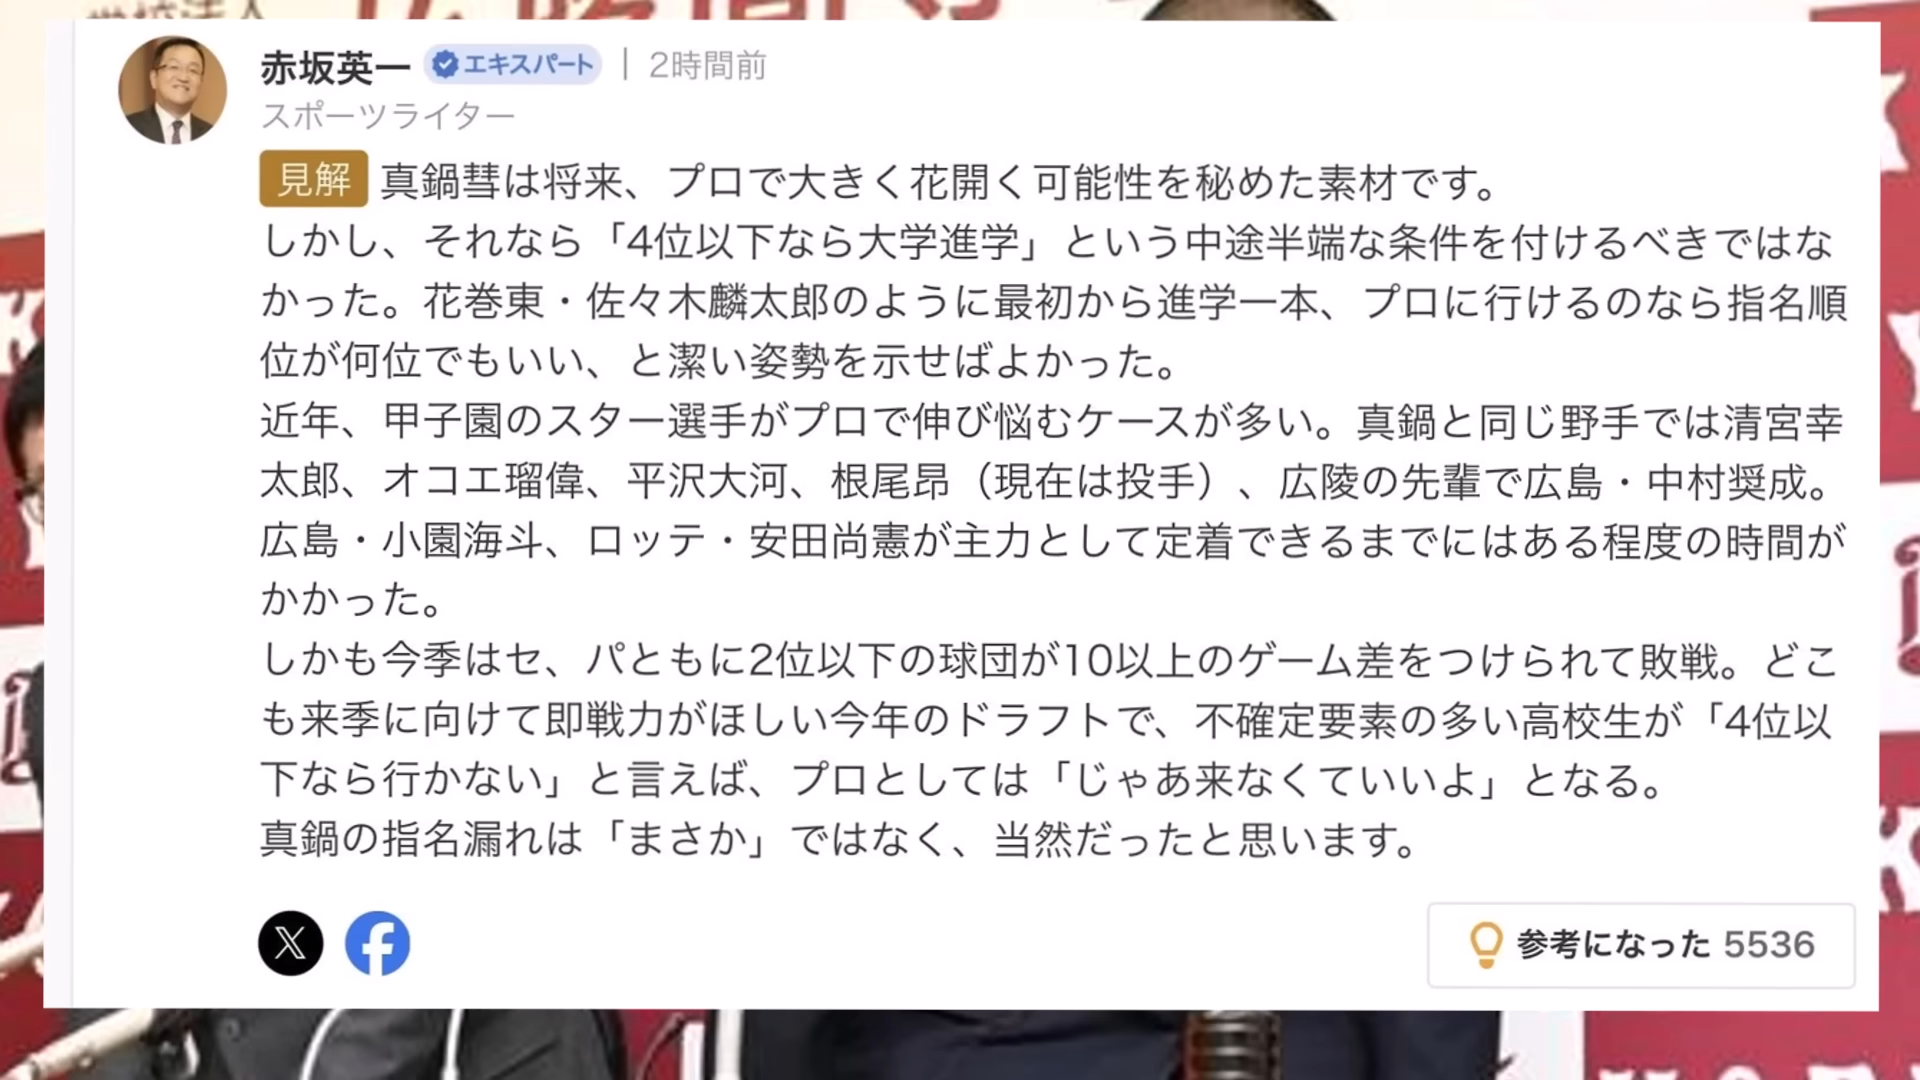 赤坂英一 エキスパート | 2時間前
スポーツライター
見解 真鍋彗は将来、プロで大きく花開く可能性を秘めた素材です。
しかし、それなら「4位以下なら大学進学」という中途半端な条件を付けるべきではな
かった。花巻東・佐々木麟太郎のように最初から進学一本、プロに行けるのなら指名順
位が何位でもいい、と潔い姿勢を示せばよかった。
近年、甲子園のスター選手がプロで伸び悩むケースが多い。真鍋と同じ野手では清宮幸
太郎、オコエ瑠偉、平沢大河、根尾昂（現在は投手）、広陵の先輩で広島・中村奨成。
広島・小園海斗、ロッテ・安田尚憲が主力として定着できるまでにはある程度の時間が
かかった。
しかも今季はセ、パともに2位以下の球団が10以上のゲーム差をつけられて敗戦。どこ
も来季に向けて即戦力がほしい今年のドラフトで、不確定要素の多い高校生が「4位以
下なら行かない」と言えば、プロとしては「じゃあ来なくていいよ」となる。
真鍋の指名漏れは「まさか」ではなく、当然だったと思います。
参考になった 5536